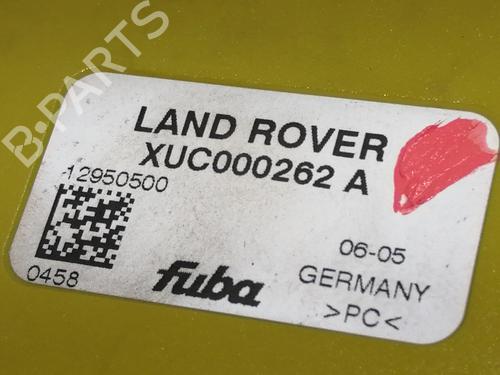 B-PARTS
LAND ROVER
XUC000262 A
12950500
0458
fuba
06-05
GERMANY
>PC<